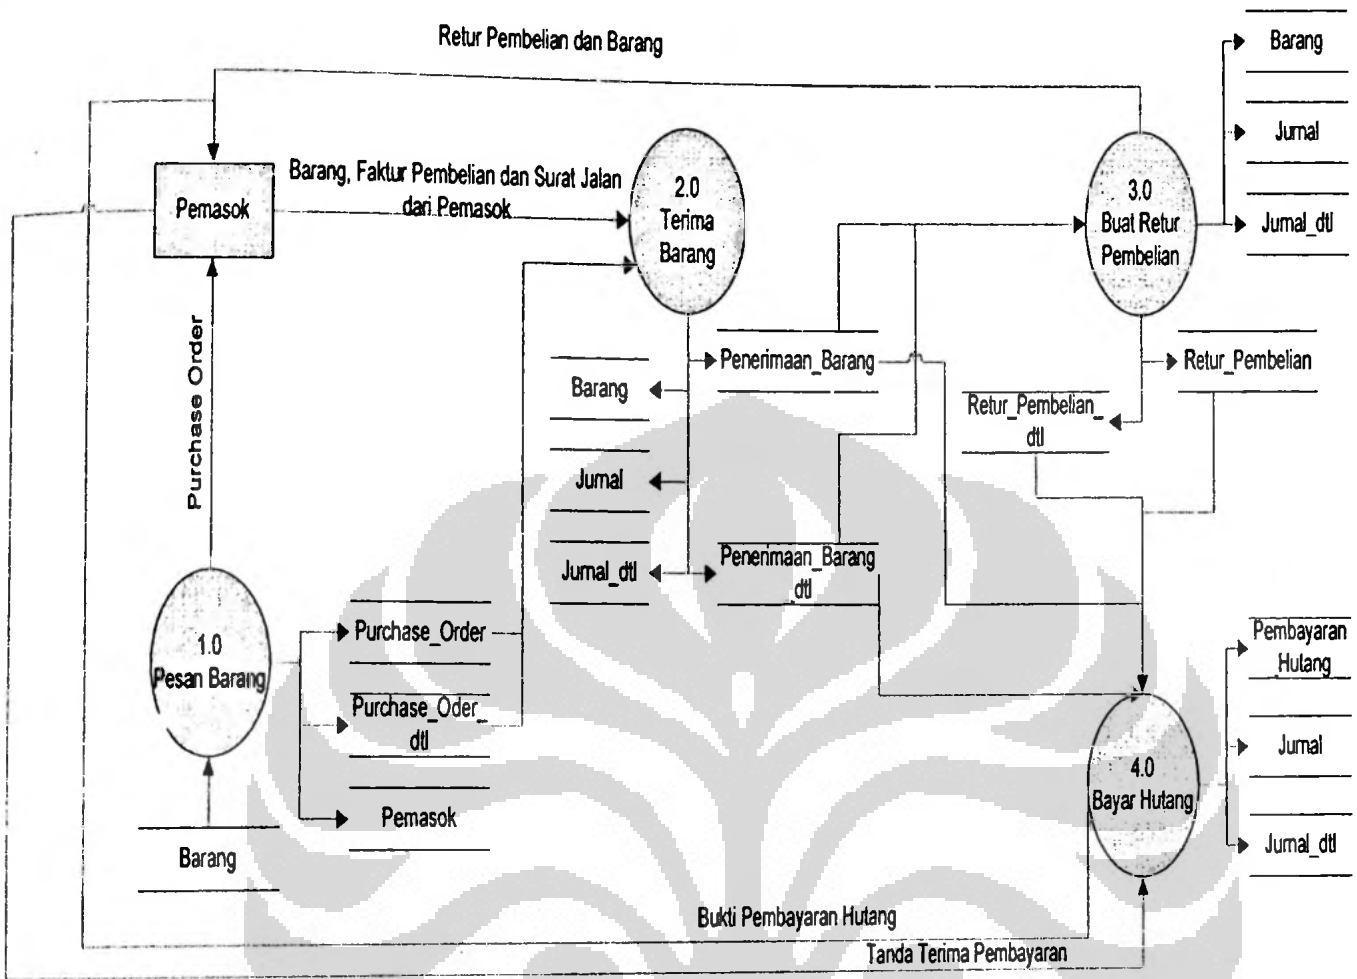 Retur Pembelian dan Barang
Barang
Jurnal
Jurnal_dtl
Pemasok
Barang, Faktur Pembelian dan Surat Jalan
dari Pemasok
2.0
Terima
Barang
3.0
Buat Retur
Pembelian
Purchase Order
Penerimaan_Barang
Barang
Jurnal
Jurnal_dtl
Penerimaan_Barang
_dtl
Retur_Pembelian
Retur_Pembelian_
dtl
1.0
Pesan Barang
Purchase_Order
Purchase_Oder_
dtl
Pemasok
Barang
4.0
Bayar Hutang
Pembayaran
_Hutang
Jurnal
Jurnal_dtl
Bukti Pembayaran Hutang
Tanda Terima Pembayaran